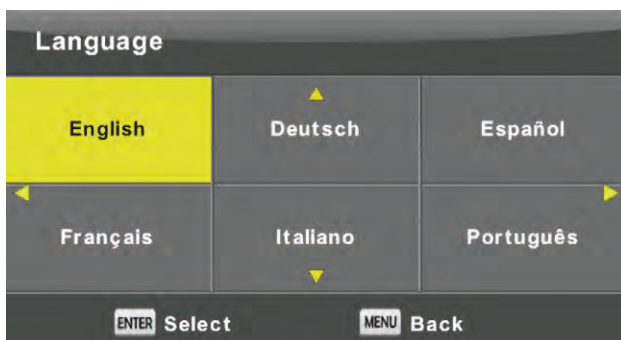 Language
English Deutsch Español
Français Italiano Português
ENTER Select MENU Back